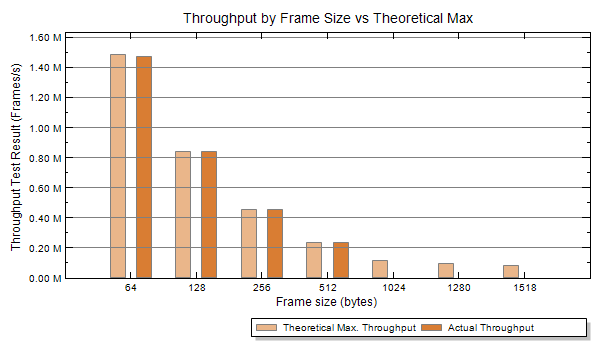 Throughput by Frame Size vs Theoretical Max
Throughput Test Result (Frames/s)
1.60 M
1.40 M
1.20 M
1.00 M
0.80 M
0.60 M
0.40 M
0.20 M
0.00 M
64 128 256 512 1024 1280 1518
Frame size (bytes)
Theoretical Max. Throughput Actual Throughput